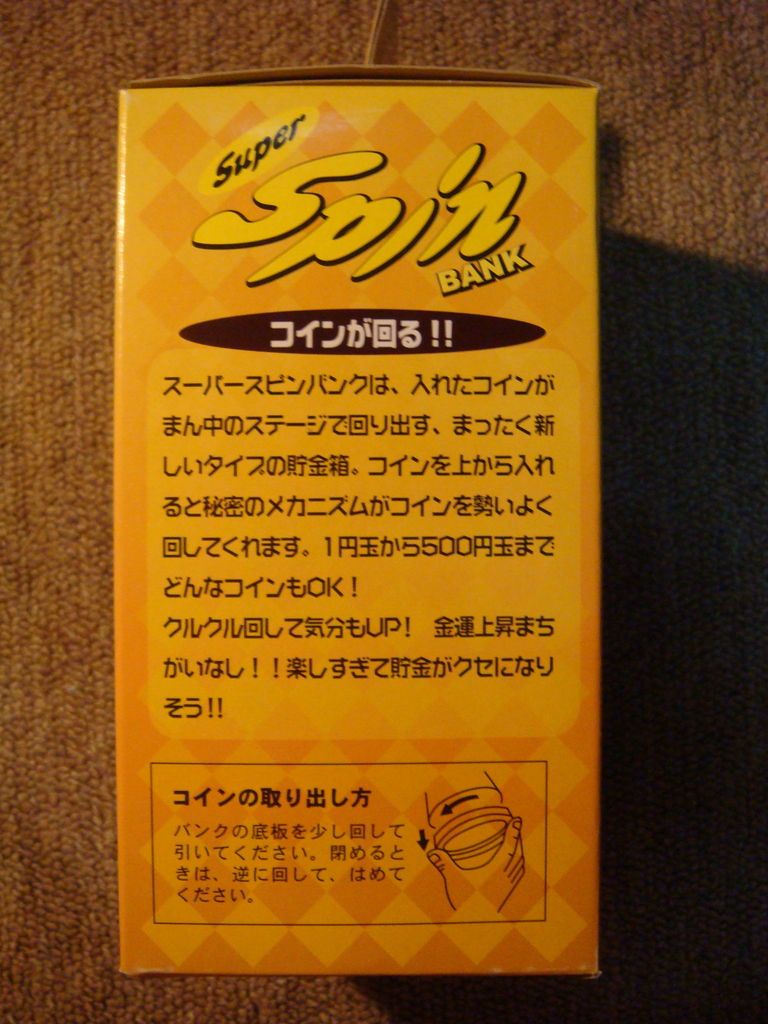 Super
Spin
BANK
コインが回る!!
スーパースピンバンクは、入れたコインが
まん中のステージで回り出す、まったく新
しいタイプの貯金箱。コインを上から入れ
ると秘密のメカニズムがコインを勢いよく
回してくれます。1円玉から500円玉まで
どんなコインもOK!
クルクル回して気分もUP! 金運上昇まち
がいなし!!楽しすぎて貯金がクセになり
そう!!
コインの取り出し方
バンクの底板を少し回して
引いてください。閉めると
きは、逆に回して、はめて
ください。